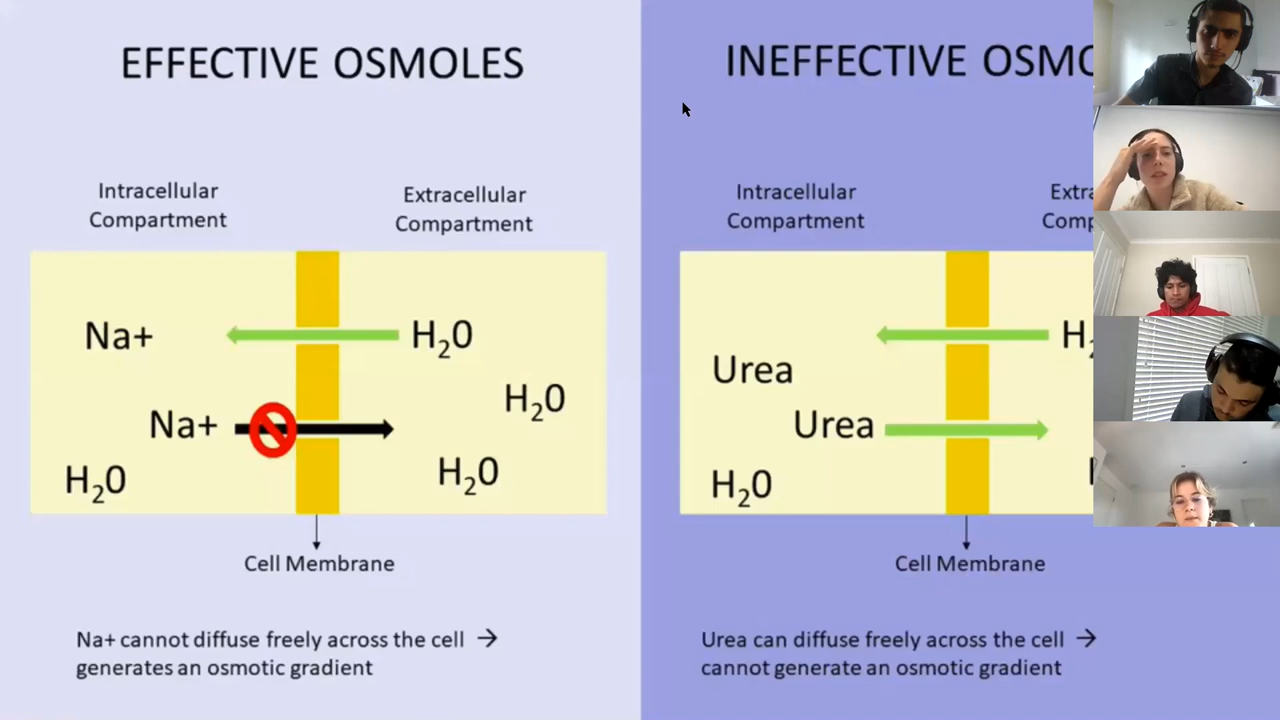 EFFECTIVE OSMOLES
Intracellular
Compartment
Extracellular
Compartment
Na+
H₂0
H₂0
Na+
H₂0
H₂0
Cell Membrane
Na+ cannot diffuse freely across the cell →
generates an osmotic gradient
INEFFECTIVE OSMO
Intracellular
Compartment
Extra
Comp
Urea
Urea
H₂0
Cell Membrane
Urea can diffuse freely across the cell →
cannot generate an osmotic gradient